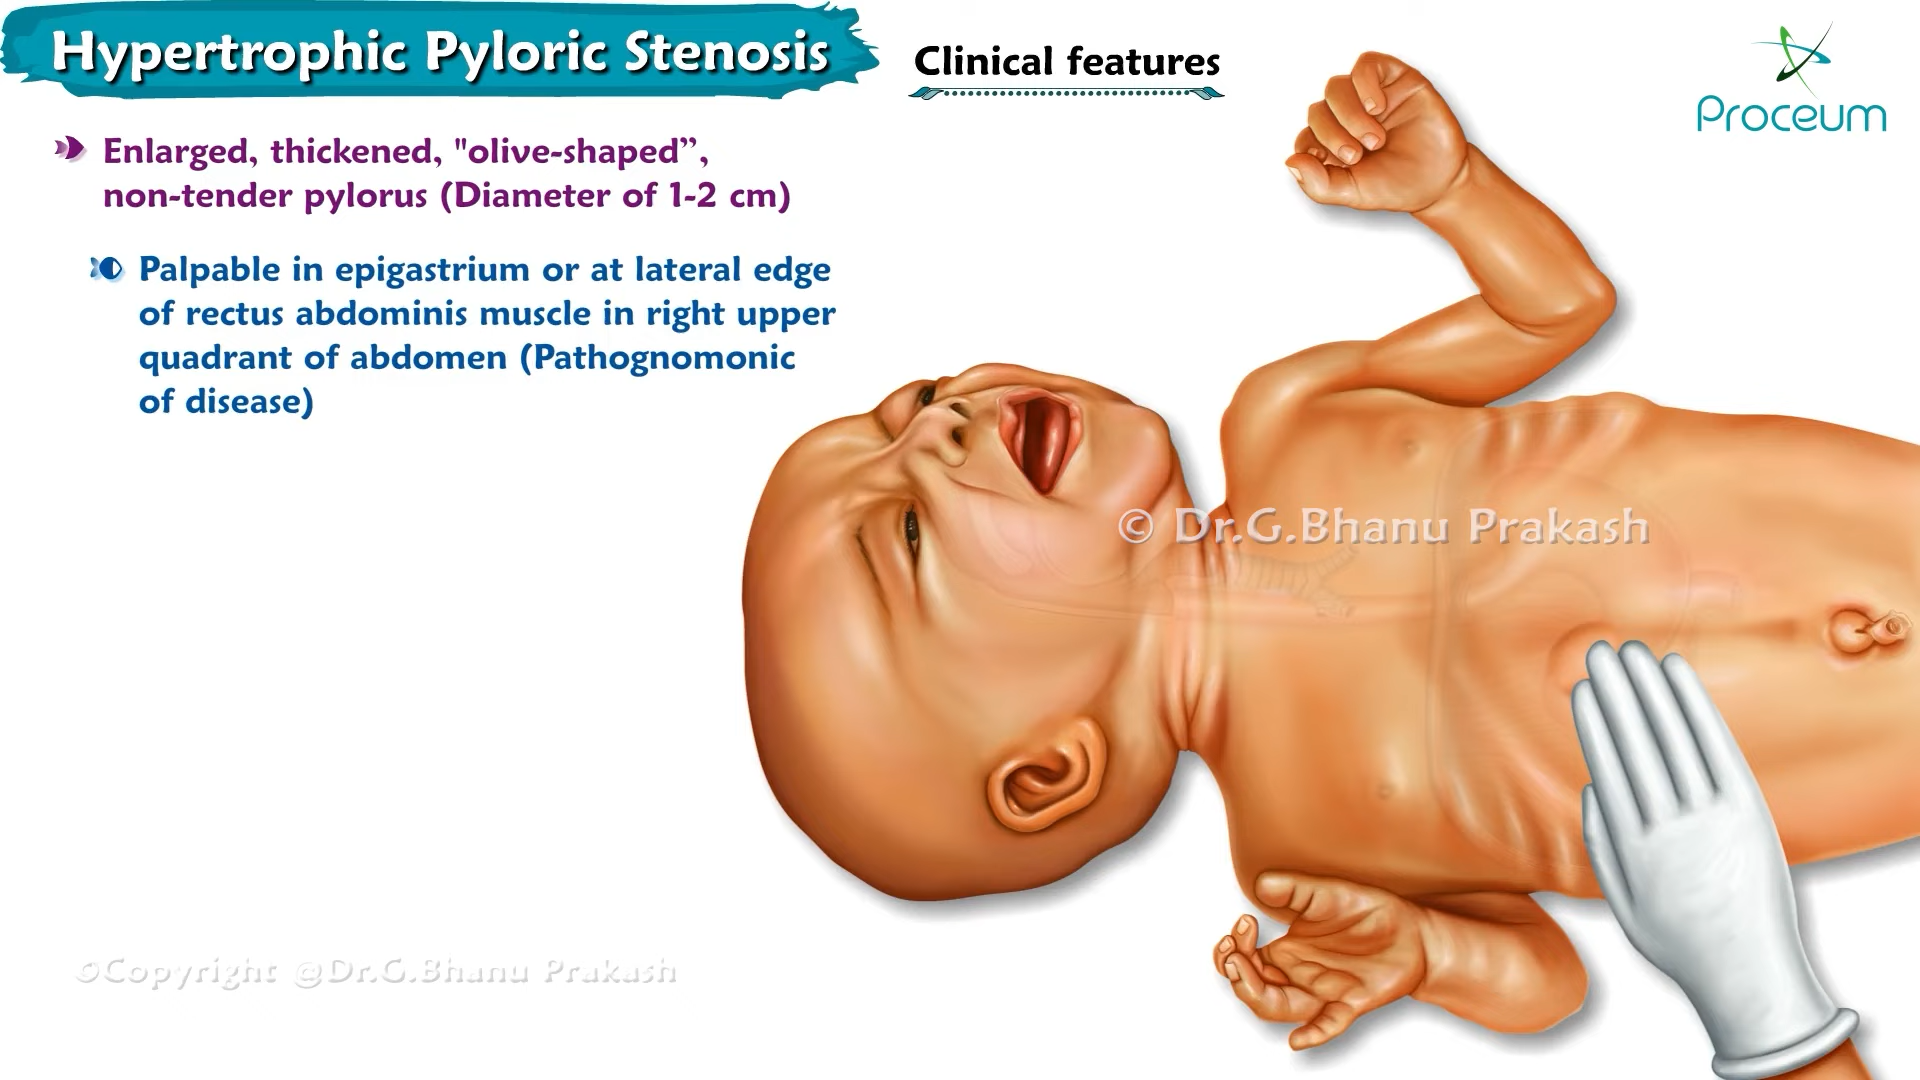 Hypertrophic Pyloric Stenosis
Clinical features
Proceum
Enlarged, thickened, "olive-shaped”,
non-tender pylorus (Diameter of 1-2 cm)
Palpable in epigastrium or at lateral edge
of rectus abdominis muscle in right upper
quadrant of abdomen (Pathognomonic
of disease)
© Dr.G.Bhanu Prakash
©Copyright @Dr.G.Bhanu Prakash